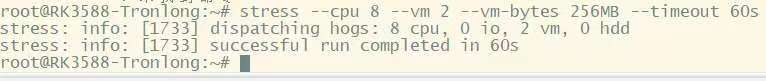 root@RK3588-Tronlong:~# stress --cpu 8 --vm 2 --vm-bytes 256MB --timeout 60s
stress: info: [1733] dispatching hogs: 8 cpu, 0 io, 2 vm, 0 hdd
stress: info: [1733] successful run completed in 60s
root@RK3588-Tronlong:~#